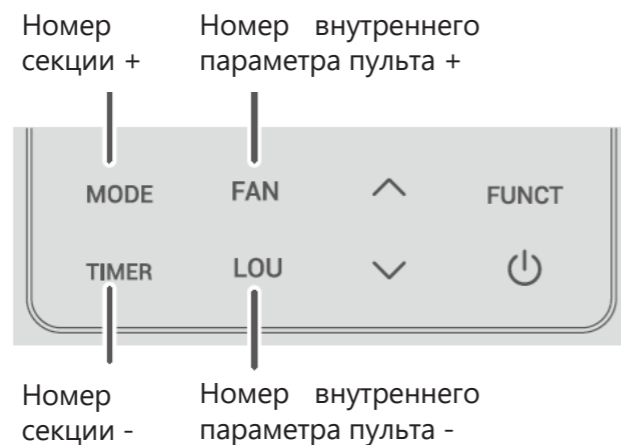 Номер
секции +
Номер внутреннего
параметра пульта +
MODE FAN FUNCT
TIMER LOU
Номер
секции -
Номер внутреннего
параметра пульта -